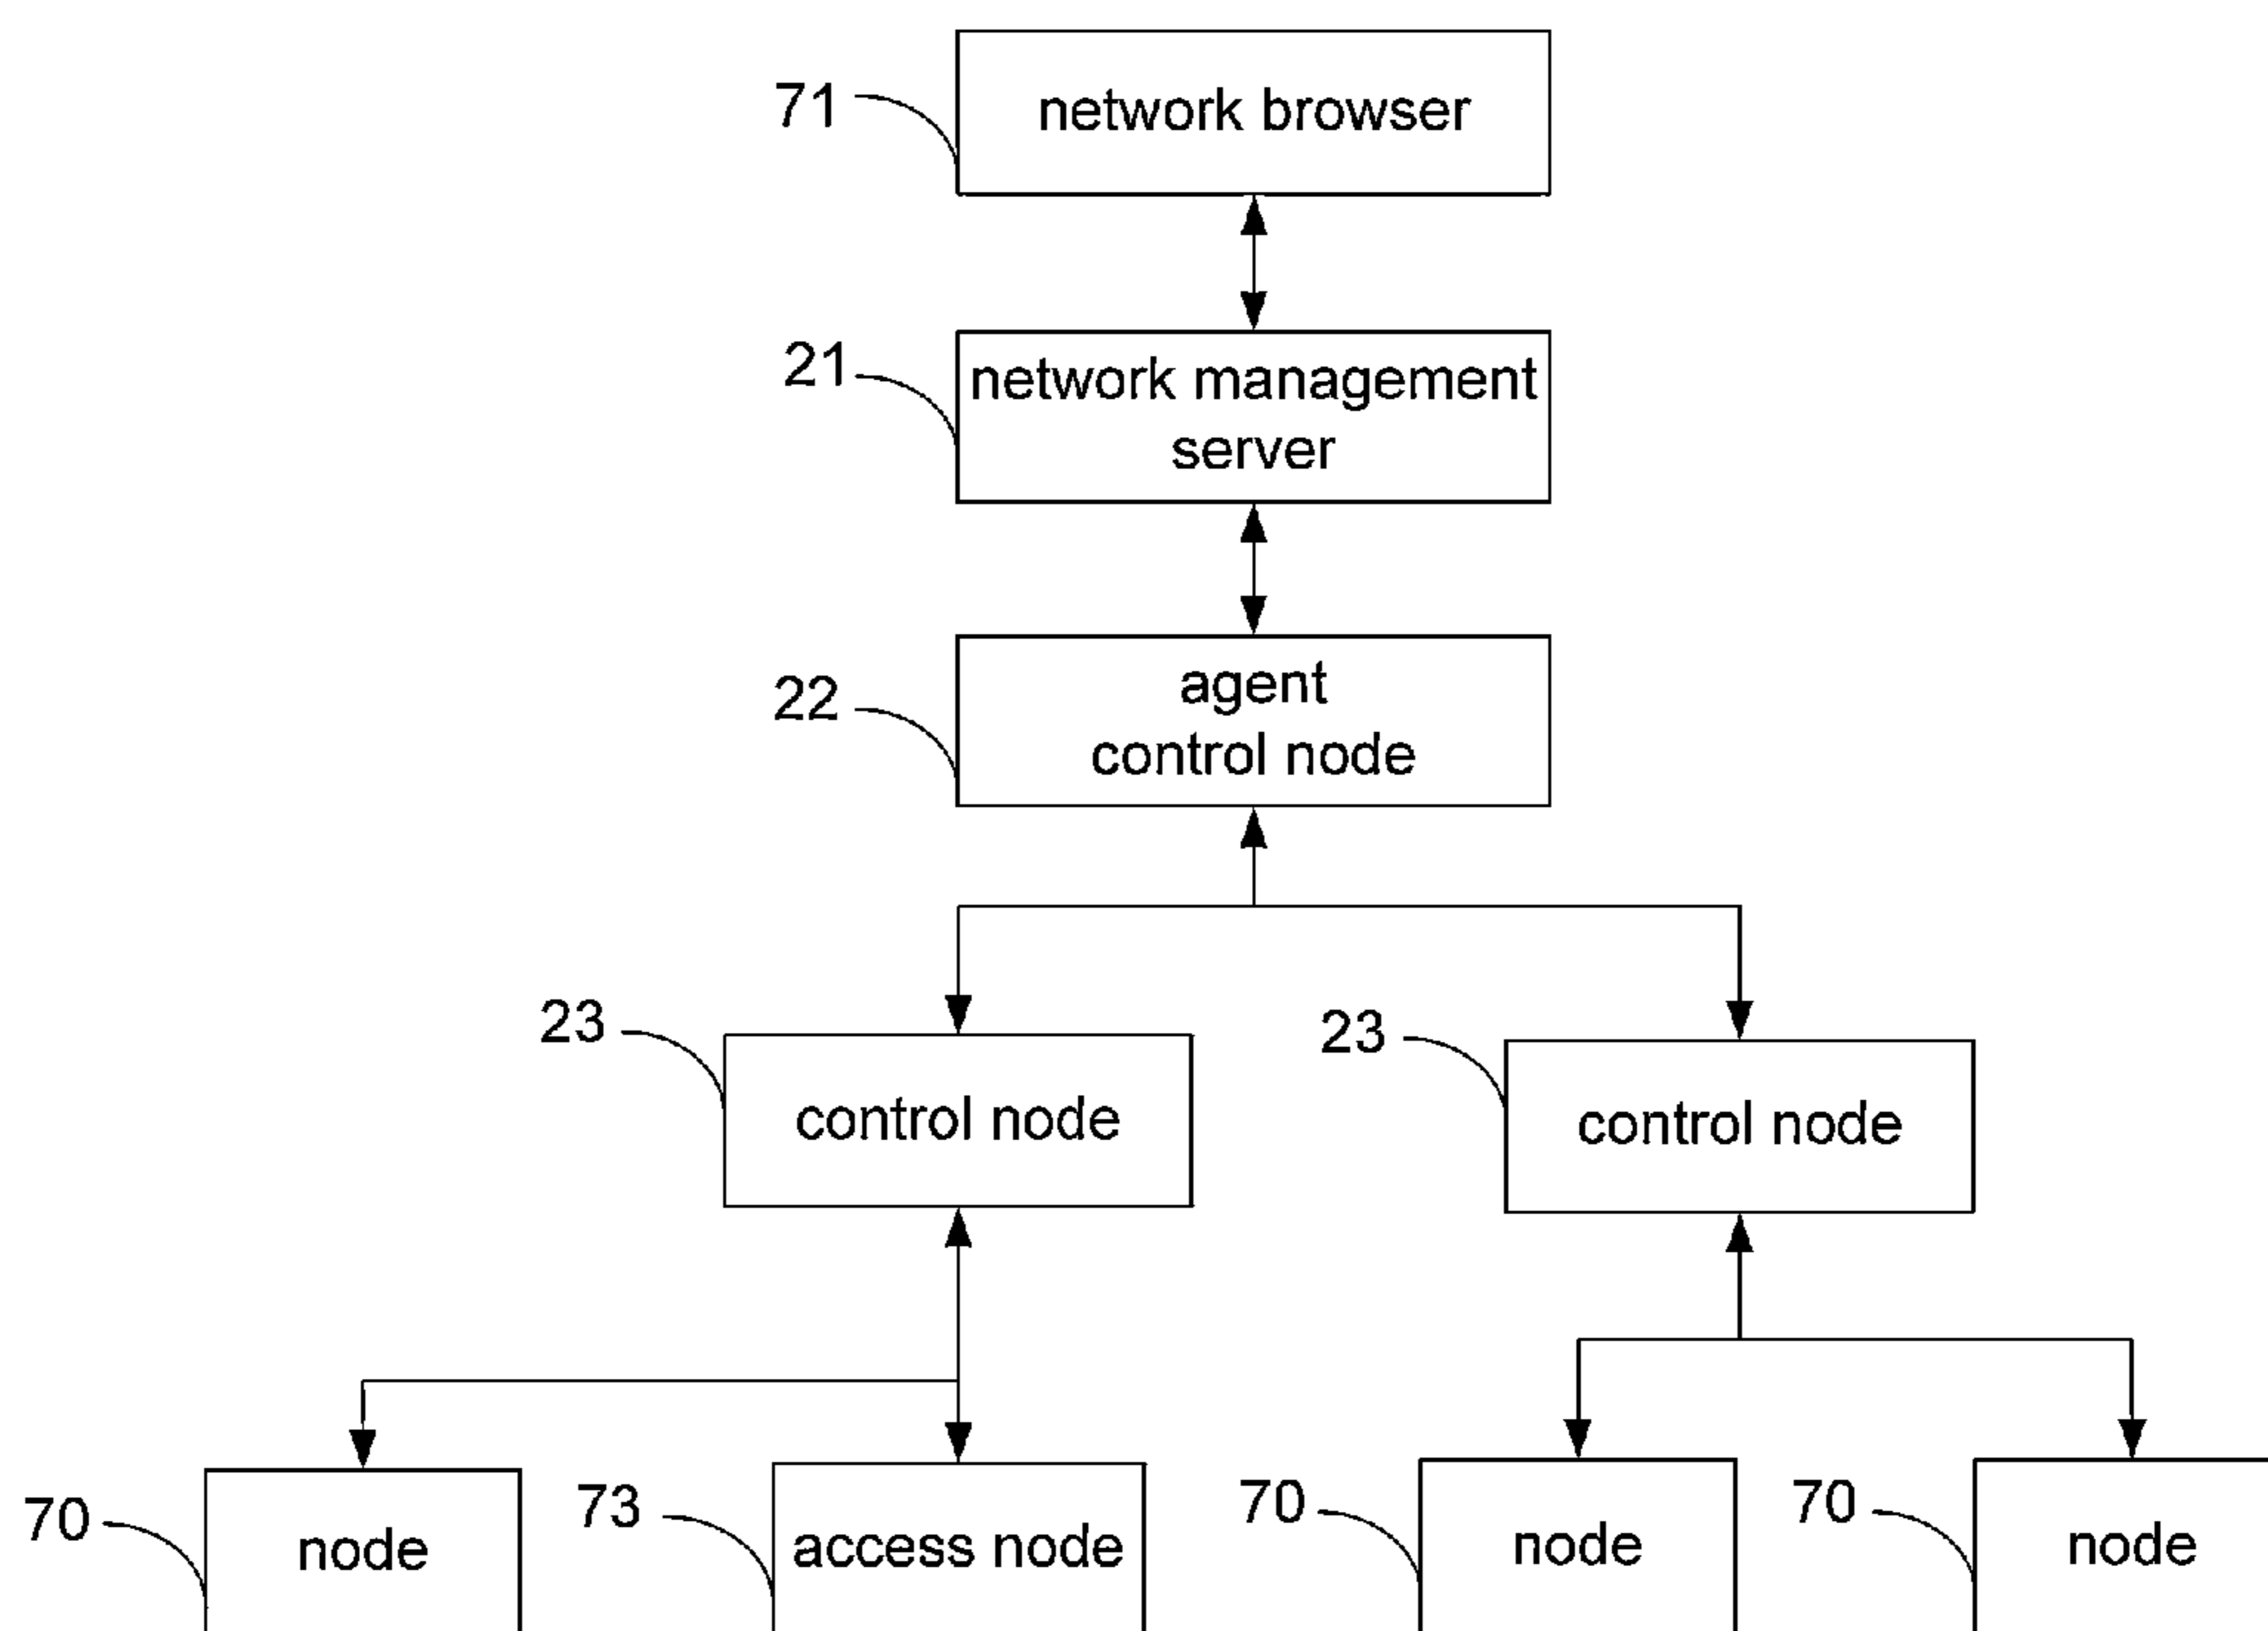 71
network browser
21
network management
server
22
agent
control node
23
control node
23
control node
70
node
73
access node
70
node
70
node